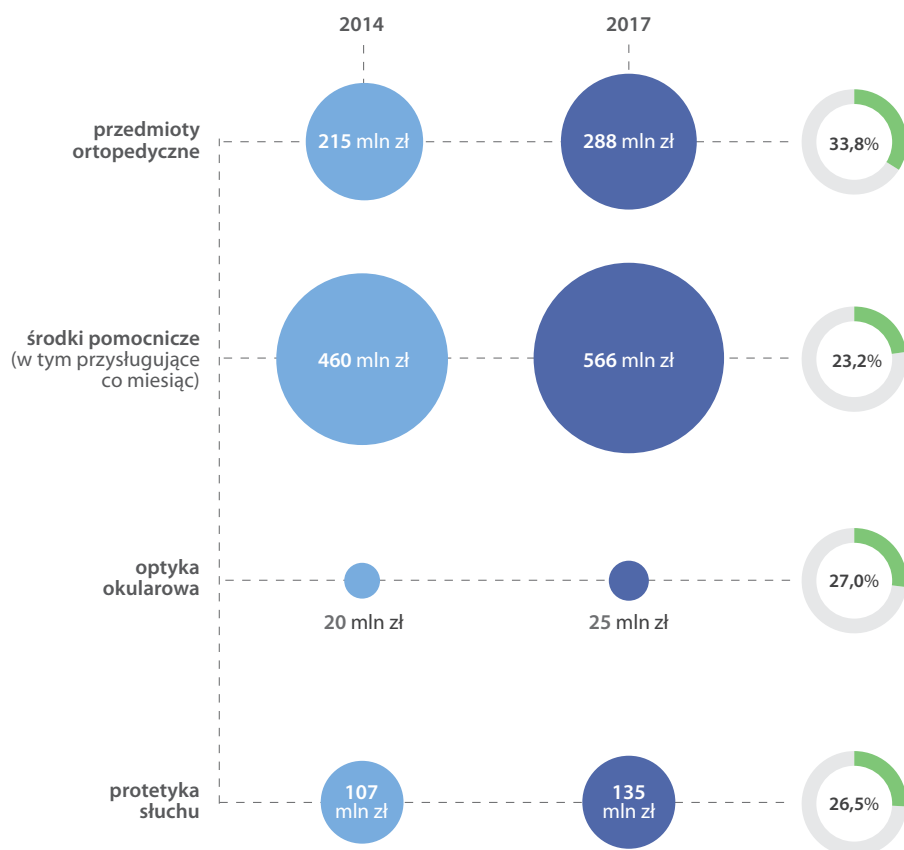 2014
2017
przedmioty
ortopedyczne
215 mln zł
288 mln zł
33,8%
środki pomocnicze
(w tym przysługujące
co miesiąc)
460 mln zł
566 mln zł
23,2%
optyka
okularowa
20 mln zł
25 mln zł
27,0%
protetyka
słuchu
107
mln zł
135
mln zł
26,5%